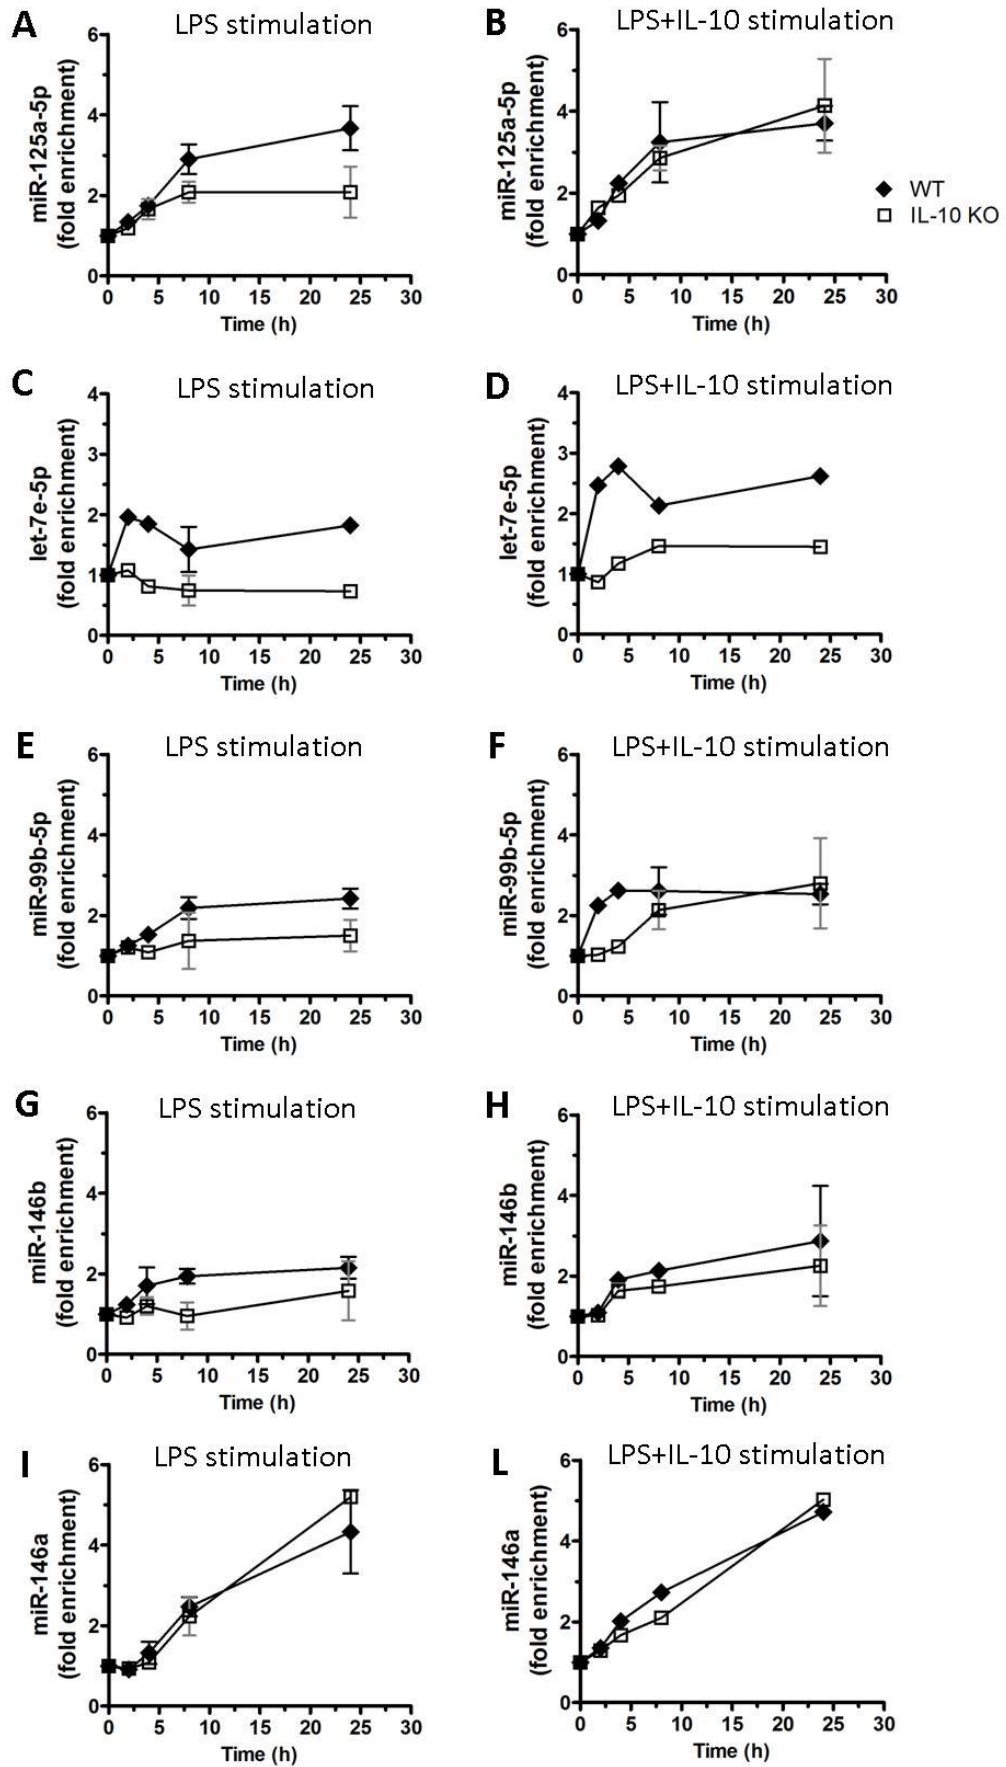 A
LPS stimulation
miR-125a-5p
(fold enrichment)
6
4
2
0
0 5 10 15 20 25 30
Time (h)
B
LPS+IL-10 stimulation
miR-125a-5p
(fold enrichment)
6
4
2
0
0 5 10 15 20 25 30
Time (h)
WT
IL-10 KO
C
LPS stimulation
let-7e-5p
(fold enrichment)
4
3
2
1
0
0 5 10 15 20 25 30
Time (h)
D
LPS+IL-10 stimulation
let-7e-5p
(fold enrichment)
4
3
2
1
0
0 5 10 15 20 25 30
Time (h)
E
LPS stimulation
miR-99b-5p
(fold enrichment)
6
4
2
0
0 5 10 15 20 25 30
Time (h)
F
LPS+IL-10 stimulation
miR-99b-5p
(fold enrichment)
6
4
2
0
0 5 10 15 20 25 30
Time (h)
G
LPS stimulation
miR-146b
(fold enrichment)
6
4
2
0
0 5 10 15 20 25 30
Time (h)
H
LPS+IL-10 stimulation
miR-146b
(fold enrichment)
6
4
2
0
0 5 10 15 20 25 30
Time (h)
I
LPS stimulation
miR-146a
(fold enrichment)
6
4
2
0
0 5 10 15 20 25 30
Time (h)
L
LPS+IL-10 stimulation
miR-146a
(fold enrichment)
6
4
2
0
0 5 10 15 20 25 30
Time (h)